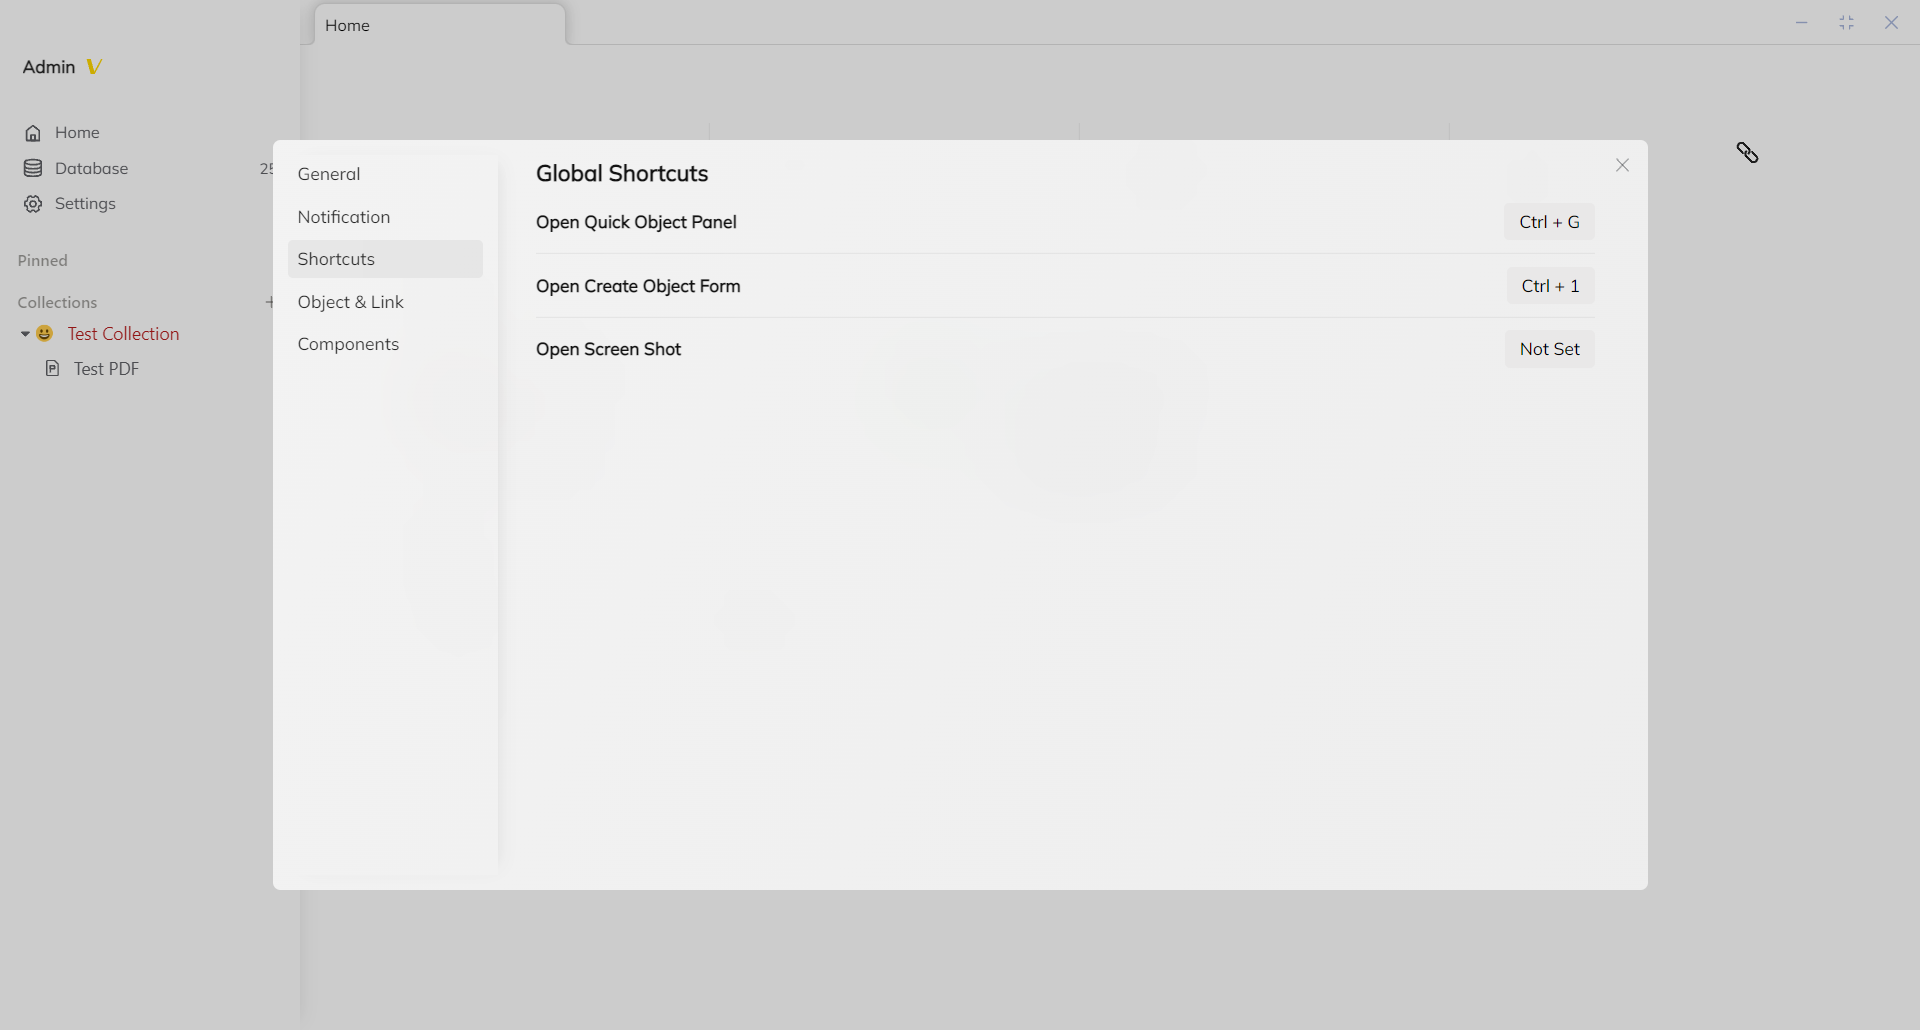 Home
Admin V
Home
Database 25
Settings
Pinned
Collections +
Test Collection
Test PDF
General
Notification
Shortcuts
Object & Link
Components
Global Shortcuts
Open Quick Object Panel Ctrl + G
Open Create Object Form Ctrl + 1
Open Screen Shot Not Set